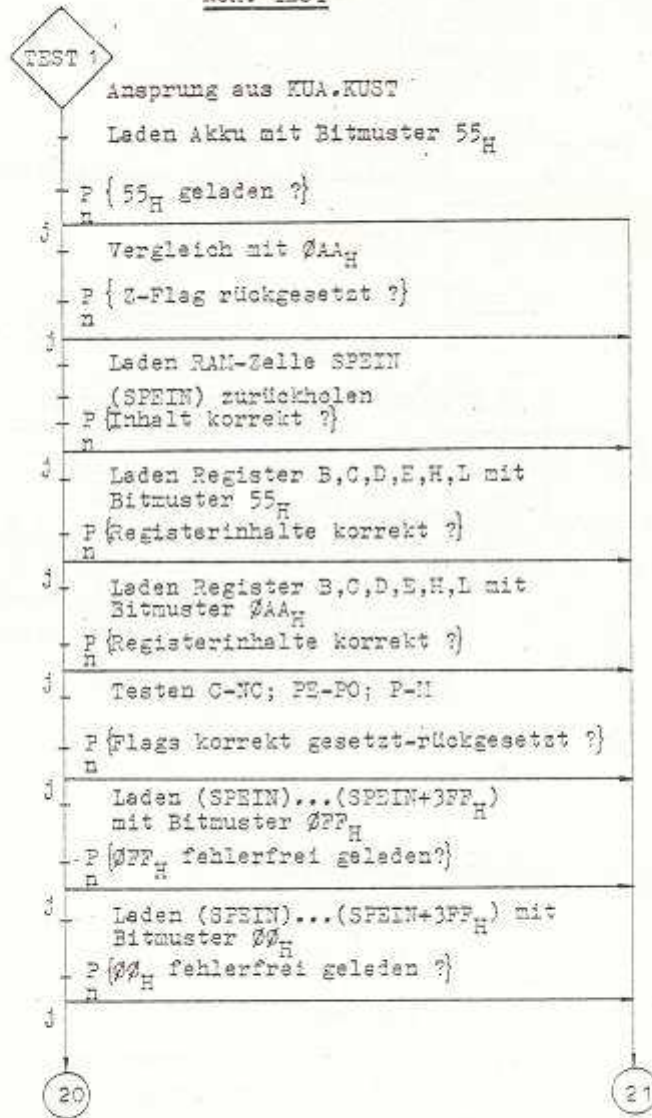 TEST 1
Ansprung aus KUA.KUST
Laden Akku mit Bitmuster 55H
P {55H geladen ?}
n
j
Vergleich mit ØAAH
P {Z-Flag rückgesetzt ?}
n
j
Laden RAM-Zelle SPEIN
(SPEIN) zurückholen
P {Inhalt korrekt ?}
n
j
Laden Register B,C,D,E,H,L mit
Bitmuster 55H
P {Registerinhalte korrekt ?}
n
j
Laden Register B,C,D,E,H,L mit
Bitmuster ØAAH
P {Registerinhalte korrekt ?}
n
j
Testen C-NC; PE-PO; P-M
P {Flags korrekt gesetzt-rückgesetzt ?}
n
j
Laden (SPEIN)...(SPEIN+3FFH)
mit Bitmuster ØFFH
P {ØFFH fehlerfrei geladen?}
n
j
Laden (SPEIN)...(SPEIN+3FFH) mit
Bitmuster ØØH
P {ØØH fehlerfrei geladen ?}
n
j
20
21